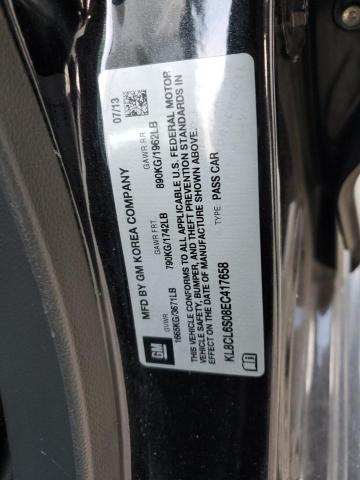 MFD BY GM KOREA COMPANY 07/13
GVWR GAWR FRT. GAWR RR.
1665KG/3671LB 790KG/1742LB 890KG/1962LB
GM
THIS VEHICLE CONFORMS TO ALL APPLICABLE U.S. FEDERAL MOTOR
VEHICLE SAFETY, BUMPER, AND THEFT PREVENTION STANDARDS IN
EFFECT ON THE DATE OF MANUFACTURE SHOWN ABOVE.
KL8CL6S08EC417658 TYPE: PASS CAR